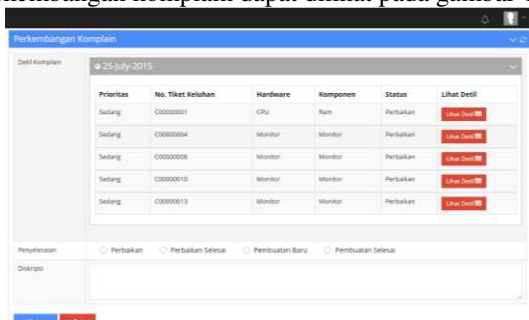 Perkembangan Komplain
Detil Komplain
25-July-2015
Prioritas No. Tiket Keluhan Hardware Komponen Status Lihat Detil
Sedang C00000001 CPU Ram Perbaikan Lihat Detil
Sedang C00000004 Monitor Monitor Perbaikan Lihat Detil
Sedang C00000008 Monitor Monitor Perbaikan Lihat Detil
Sedang C00000010 Monitor Monitor Perbaikan Lihat Detil
Sedang C00000013 Monitor Monitor Perbaikan Lihat Detil
Penyelesaian Perbaikan Perbaikan Selesai Pembuatan Baru Pembuatan Selesai
Diskripsi